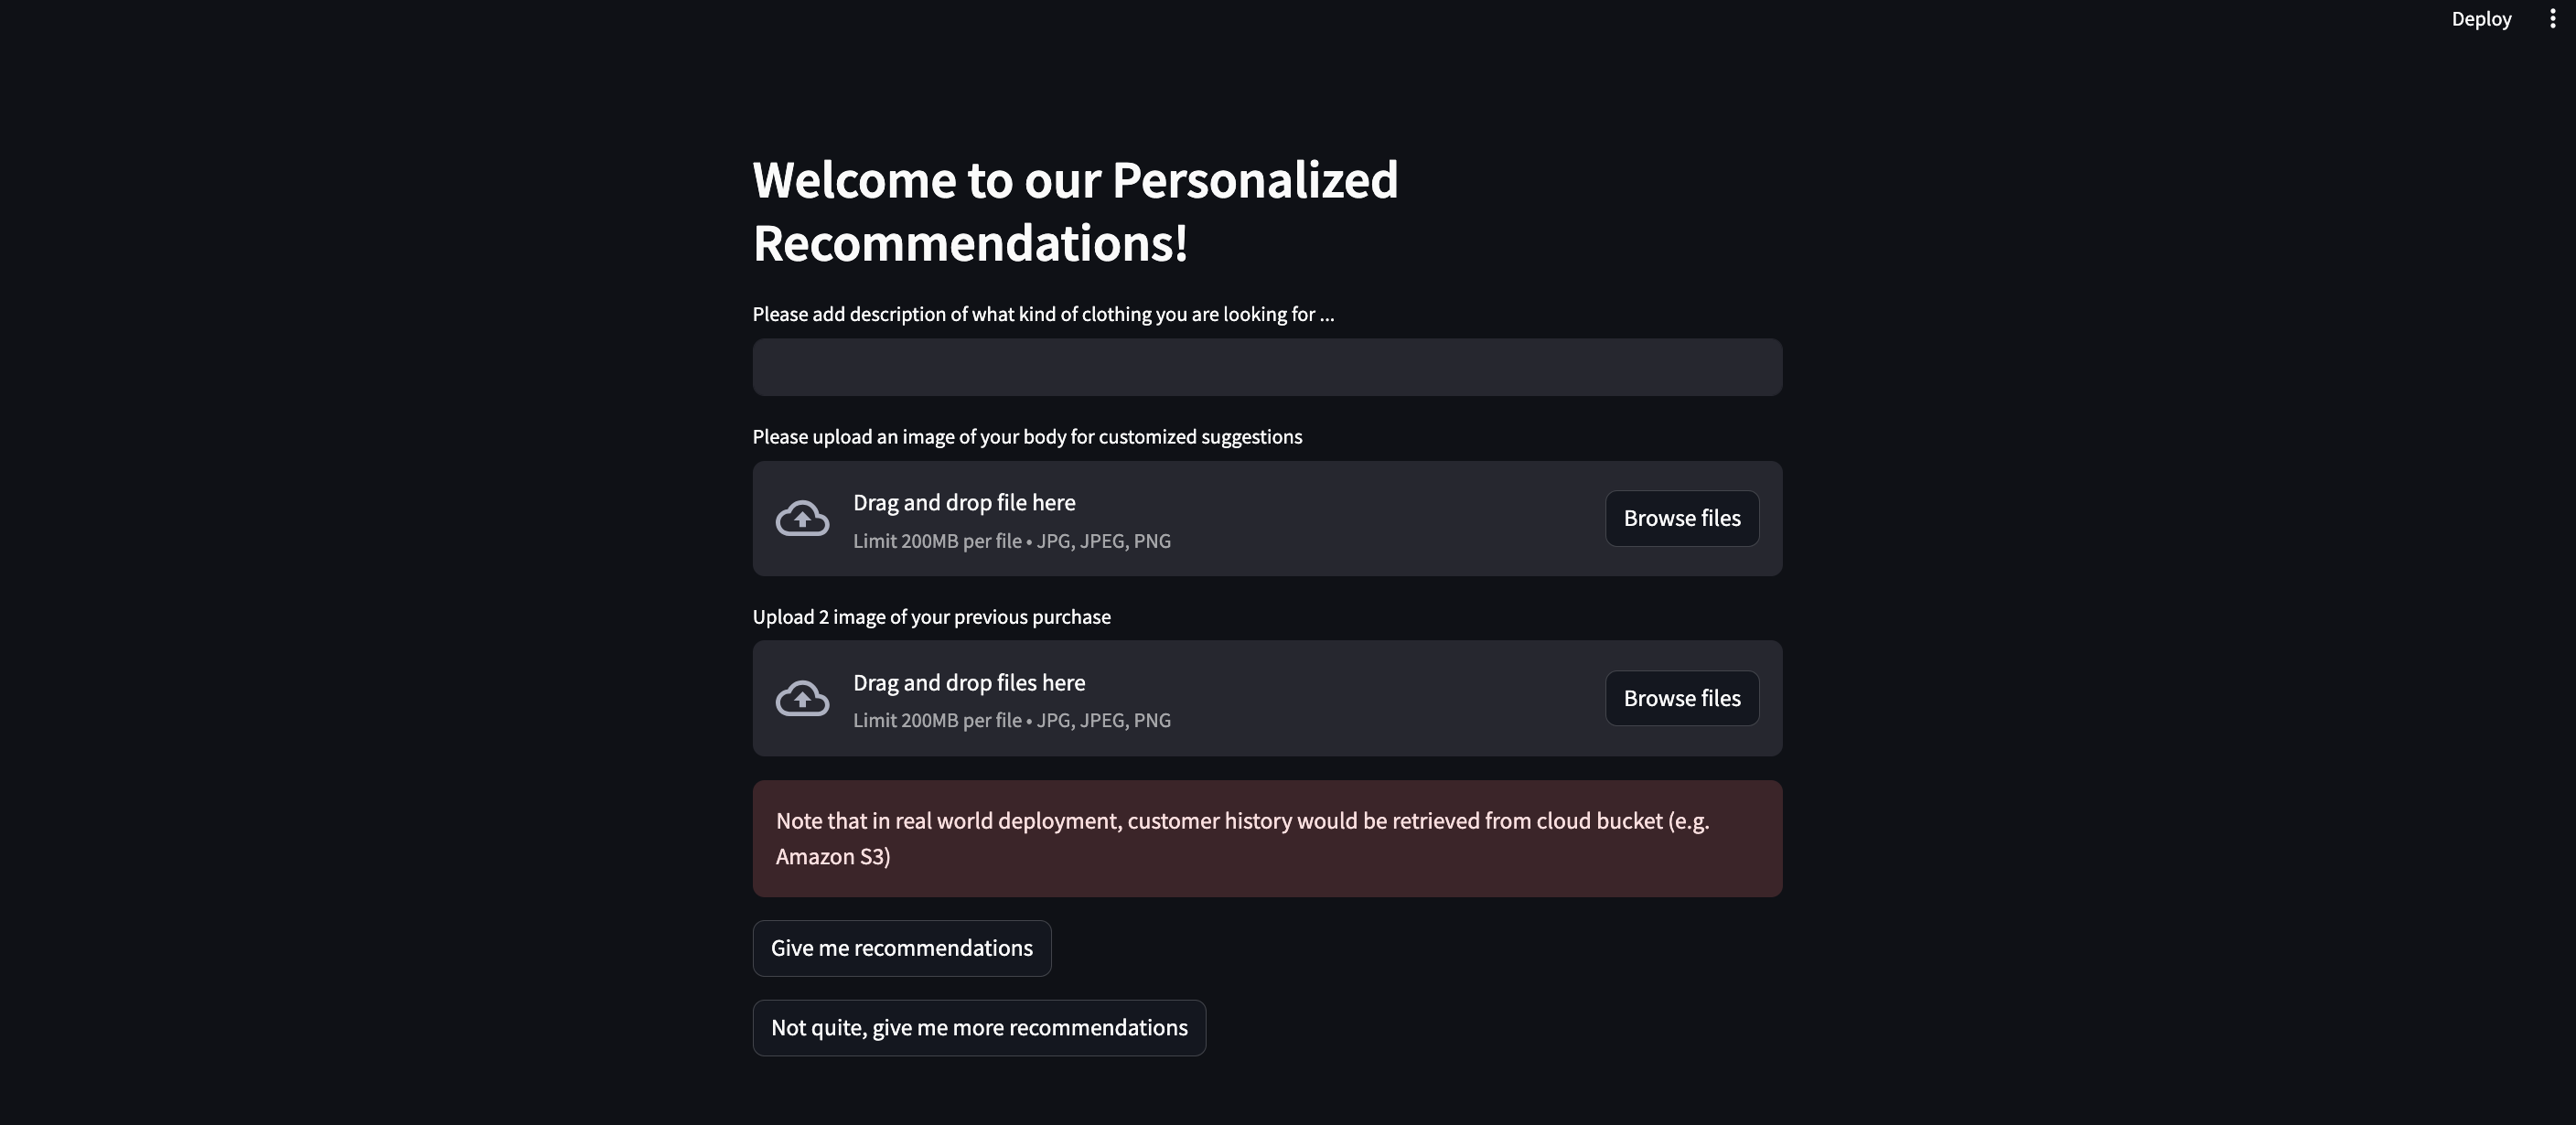 Deploy
Welcome to our Personalized
Recommendations!
Please add description of what kind of clothing you are looking for ...
Please upload an image of your body for customized suggestions
Drag and drop file here
Limit 200MB per file • JPG, JPEG, PNG
Browse files
Upload 2 image of your previous purchase
Drag and drop files here
Limit 200MB per file • JPG, JPEG, PNG
Browse files
Note that in real world deployment, customer history would be retrieved from cloud bucket (e.g.
Amazon S3)
Give me recommendations
Not quite, give me more recommendations